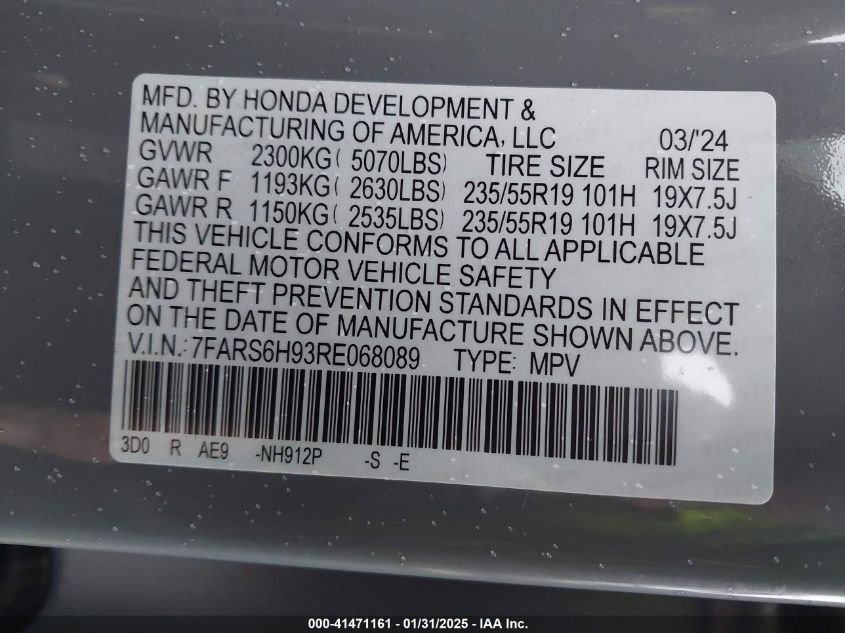 MFD. BY HONDA DEVELOPMENT &
MANUFACTURING OF AMERICA, LLC 03/'24
GVWR 2300KG( 5070LBS) TIRE SIZE RIM SIZE
GAWR F 1193KG( 2630LBS) 235/55R19 101H 19X7.5J
GAWR R 1150KG( 2535LBS) 235/55R19 101H 19X7.5J
THIS VEHICLE CONFORMS TO ALL APPLICABLE
FEDERAL MOTOR VEHICLE SAFETY
AND THEFT PREVENTION STANDARDS IN EFFECT
ON THE DATE OF MANUFACTURE SHOWN ABOVE.
V.I.N.: 7FARS6H93RE068089 TYPE: MPV
3D0 R AE9 -NH912P -S -E
000-41471161 - 01/31/2025 - IAA Inc.